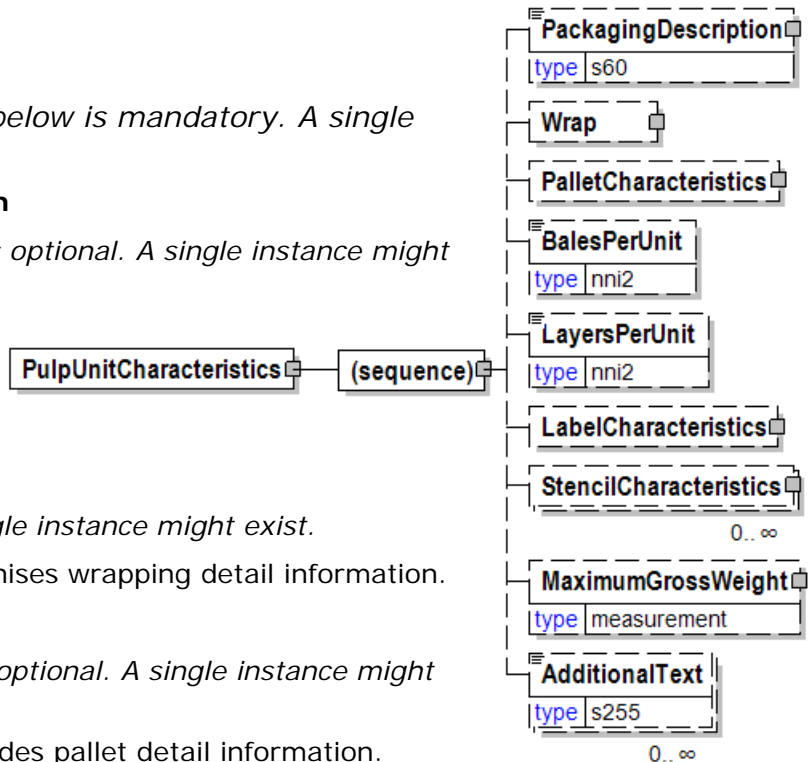 below is mandatory. A single
n
optional. A single instance might
gle instance might exist.
nises wrapping detail information.
optional. A single instance might
des pallet detail information.
PulpUnitCharacteristics
(sequence)
PackagingDescription
type s60
Wrap
PalletCharacteristics
BalesPerUnit
type nni2
LayersPerUnit
type nni2
LabelCharacteristics
StencilCharacteristics
0.. ∞
MaximumGrossWeight
type measurement
AdditionalText
type s255
0.. ∞